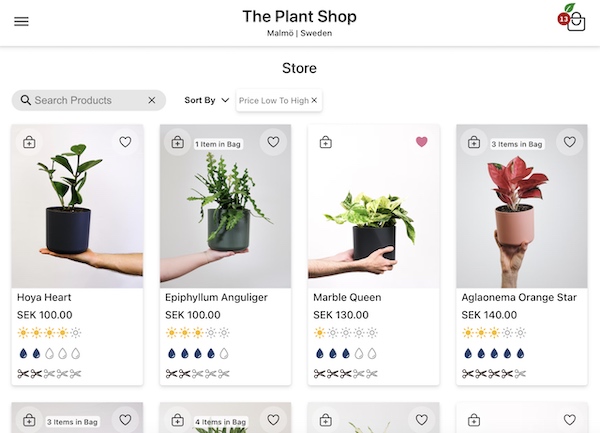 The Plant Shop
Malmö | Sweden
13
Store
Search Products
Sort By
Price Low To High
1 Item in Bag
3 Items in Bag
Hoya Heart
SEK 100.00
Epiphyllum Anguliger
SEK 100.00
Marble Queen
SEK 130.00
Aglaonema Orange Star
SEK 140.00
3 Items in Bag
4 Items in Bag